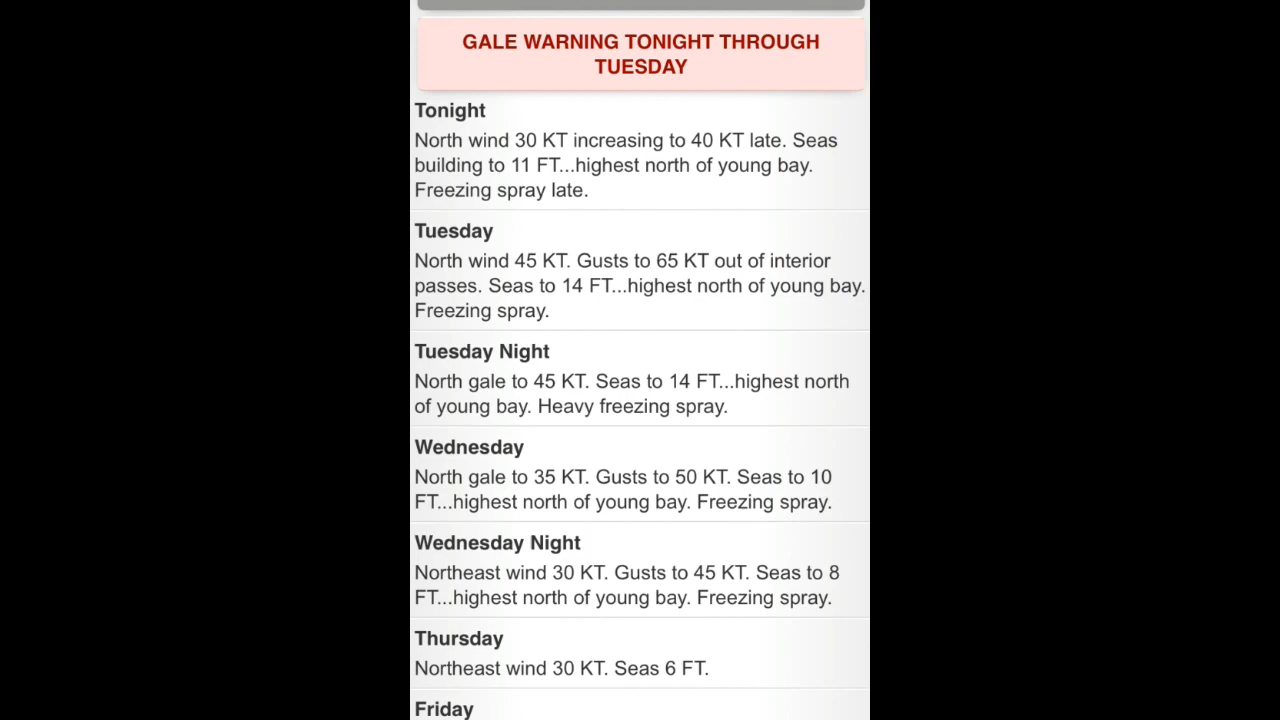 GALE WARNING TONIGHT THROUGH
TUESDAY
Tonight
North wind 30 KT increasing to 40 KT late. Seas
building to 11 FT...highest north of young bay.
Freezing spray late.
Tuesday
North wind 45 KT. Gusts to 65 KT out of interior
passes. Seas to 14 FT...highest north of young bay.
Freezing spray.
Tuesday Night
North gale to 45 KT. Seas to 14 FT...highest north
of young bay. Heavy freezing spray.
Wednesday
North gale to 35 KT. Gusts to 50 KT. Seas to 10
FT...highest north of young bay. Freezing spray.
Wednesday Night
Northeast wind 30 KT. Gusts to 45 KT. Seas to 8
FT...highest north of young bay. Freezing spray.
Thursday
Northeast wind 30 KT. Seas 6 FT.
Friday